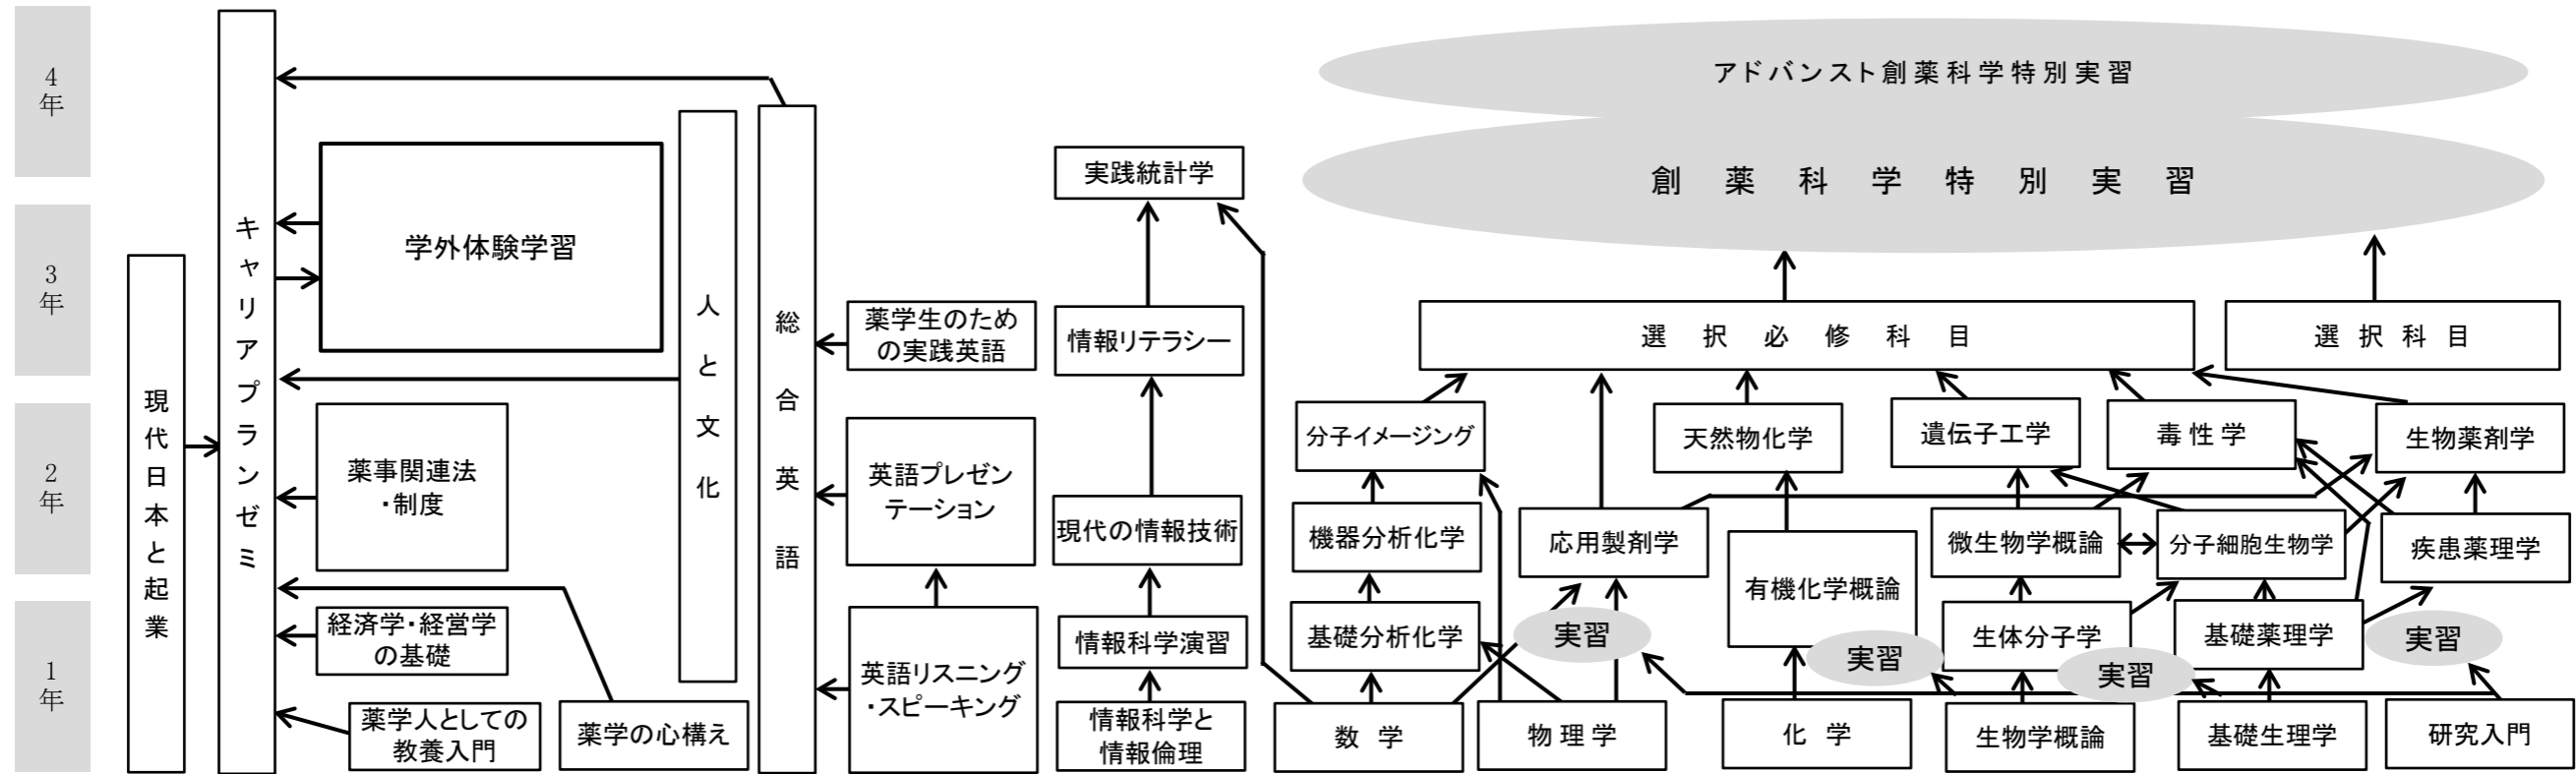 4
年
3
年
2
年
1
年
現代日本と起業
キャリアプランゼミ
学外体験学習
薬事関連法
・制度
経済学・経営学
の基礎
薬学人としての
教養入門
薬学の心構え
人と文化
総合英語
薬学生のため
の実践英語
英語プレゼン
テーション
英語リスニング
・スピーキング
実践統計学
情報リテラシー
現代の情報技術
情報科学演習
情報科学と
情報倫理
アドバンスト創薬科学特別実習
創薬科学特別実習
選択必修科目
選択科目
分子イメージング
天然物化学
遺伝子工学
毒性学
生物薬剤学
機器分析化学
応用製剤学
有機化学概論
微生物学概論
分子細胞生物学
疾患薬理学
基礎分析化学
実習
実習
生体分子学
実習
基礎薬理学
実習
数学
物理学
化学
生物学概論
基礎生理学
研究入門